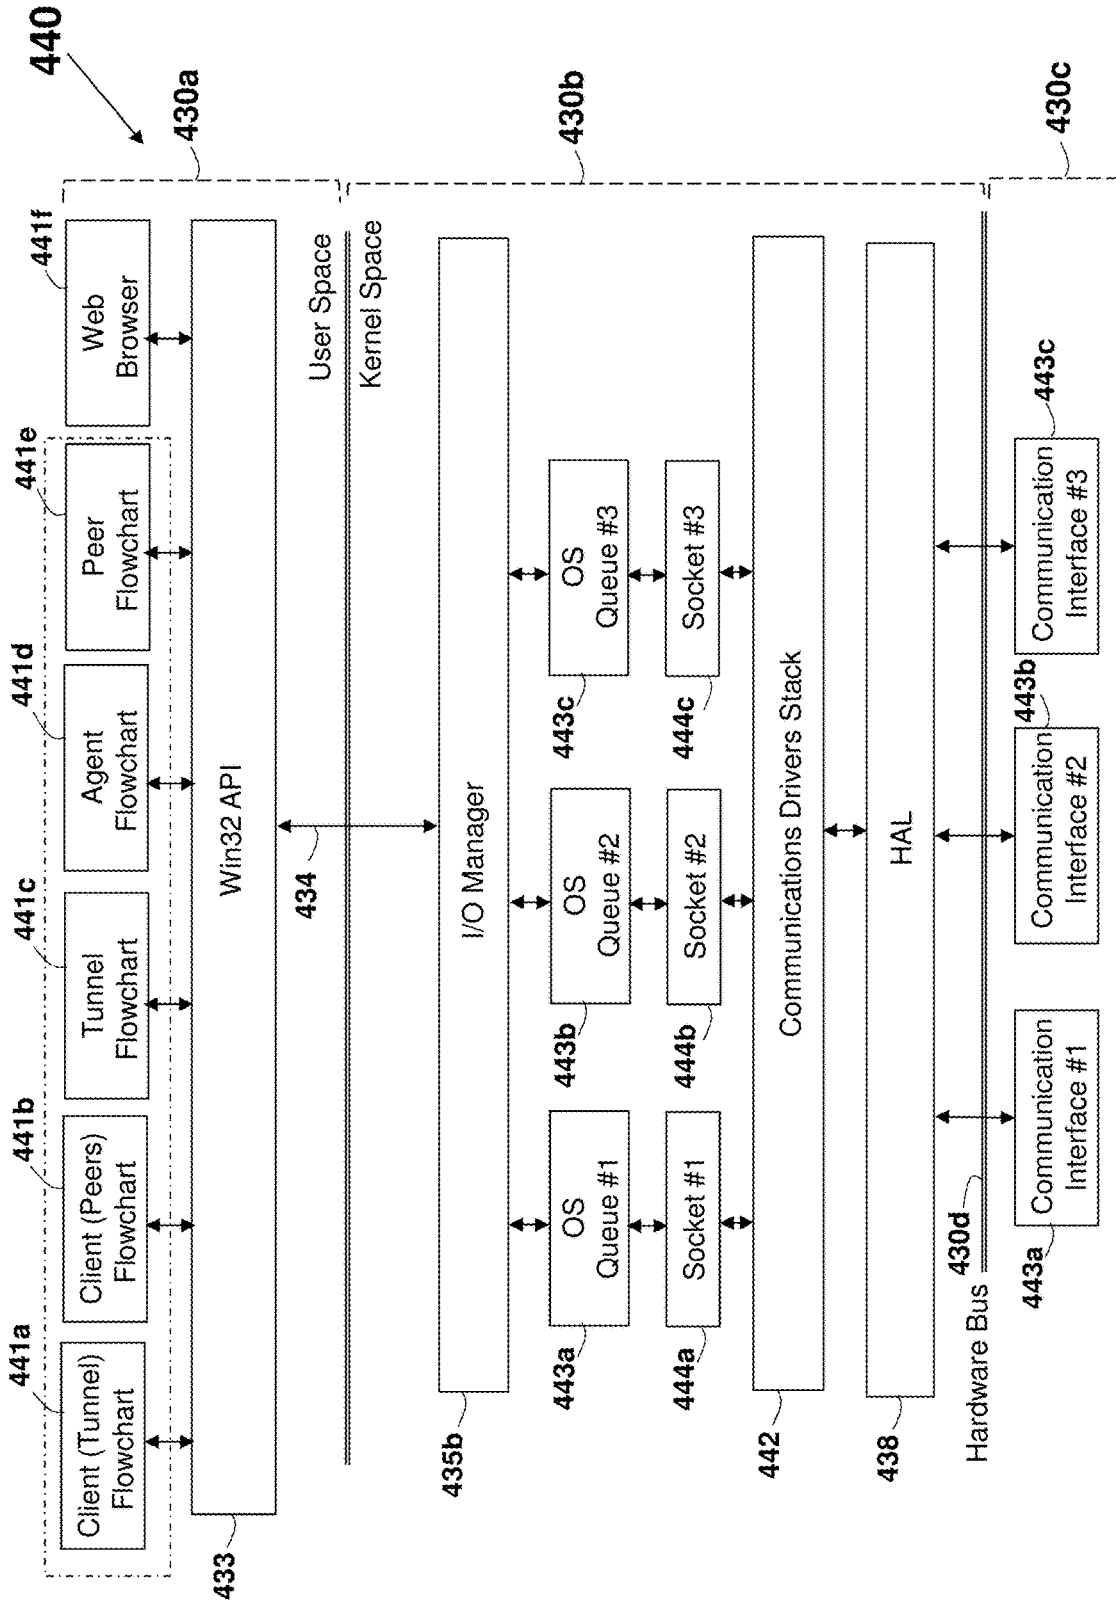 440
441a
441b
441c
441d
441e
441f
Client (Tunnel)
Flowchart
Client (Peers)
Flowchart
Tunnel
Flowchart
Agent
Flowchart
Peer
Flowchart
Web
Browser
430a
433
Win32 API
434
User Space
Kernel Space
430b
435b
I/O Manager
443a
OS
Queue #1
443b
OS
Queue #2
443c
OS
Queue #3
444a
Socket #1
444b
Socket #2
444c
Socket #3
442
Communications Drivers Stack
438
HAL
Hardware Bus
430d
430c
443a
Communication
Interface #1
443b
Communication
Interface #2
443c
Communication
Interface #3